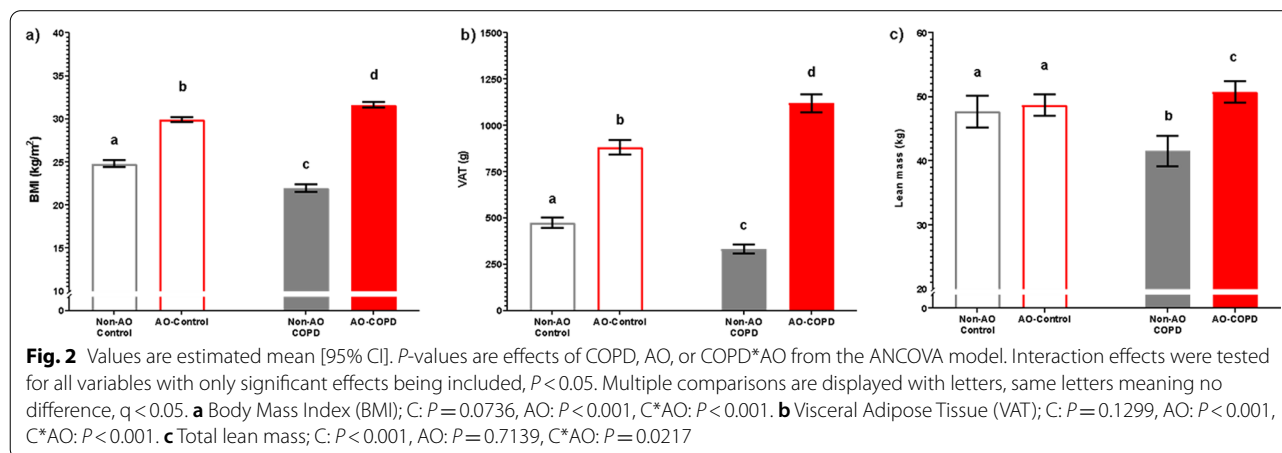 a)
b)
c)
BMI (kg/m²)
40
35
30
25
20
15
10
0
a
b
c
d
Non-AO
Control
AO-Control
Non-AO
COPD
AO-COPD
VAT (g)
1500
1250
1000
750
500
250
0
a
b
c
d
Non-AO
Control
AO-Control
Non-AO
COPD
AO-COPD
Lean mass (kg)
60
50
40
30
20
0
a
a
b
c
Non-AO
Control
AO-Control
Non-AO
COPD
AO-COPD
Fig. 2 Values are estimated mean [95% CI]. P-values are effects of COPD, AO, or COPD*AO from the ANCOVA model. Interaction effects were tested
for all variables with only significant effects being included, P < 0.05. Multiple comparisons are displayed with letters, same letters meaning no
difference, q < 0.05. a Body Mass Index (BMI); C: P = 0.0736, AO: P < 0.001, C*AO: P < 0.001. b Visceral Adipose Tissue (VAT); C: P = 0.1299, AO: P < 0.001,
C*AO: P < 0.001. c Total lean mass; C: P < 0.001, AO: P = 0.7139, C*AO: P = 0.0217